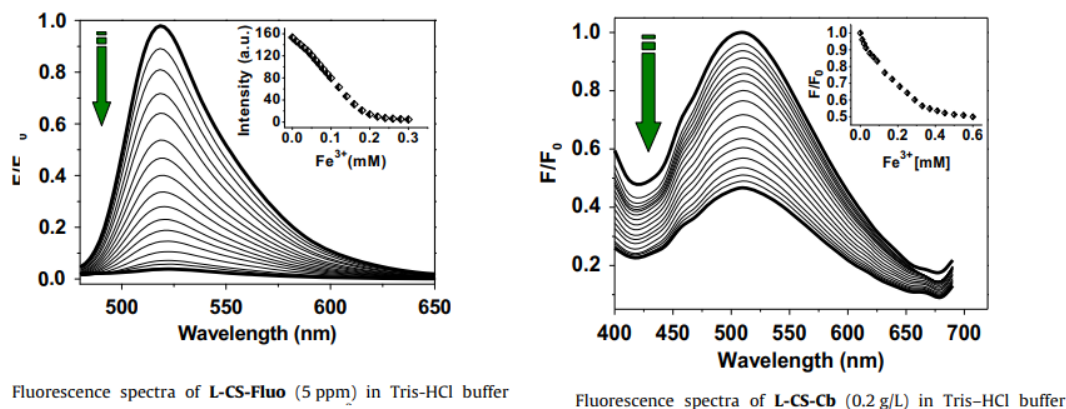 1.0
0.8
0.6
0.4
0.2
0.0
500 550 600 650
Wavelength (nm)
Intensity (a.u.)
160
120
80
40
0
0.0 0.1 0.2 0.3
Fe3+(mM)
Fluorescence spectra of L-CS-Fluo (5 ppm) in Tris-HCl buffer
F/F0
1.0
0.8
0.6
0.4
0.2
400 450 500 550 600 650 700
Wavelength (nm)
F/F0
1.0
0.9
0.8
0.7
0.6
0.5
0.0 0.2 0.4 0.6
Fe3+[mM]
Fluorescence spectra of L-CS-Cb (0.2 g/L) in Tris–HCl buffer